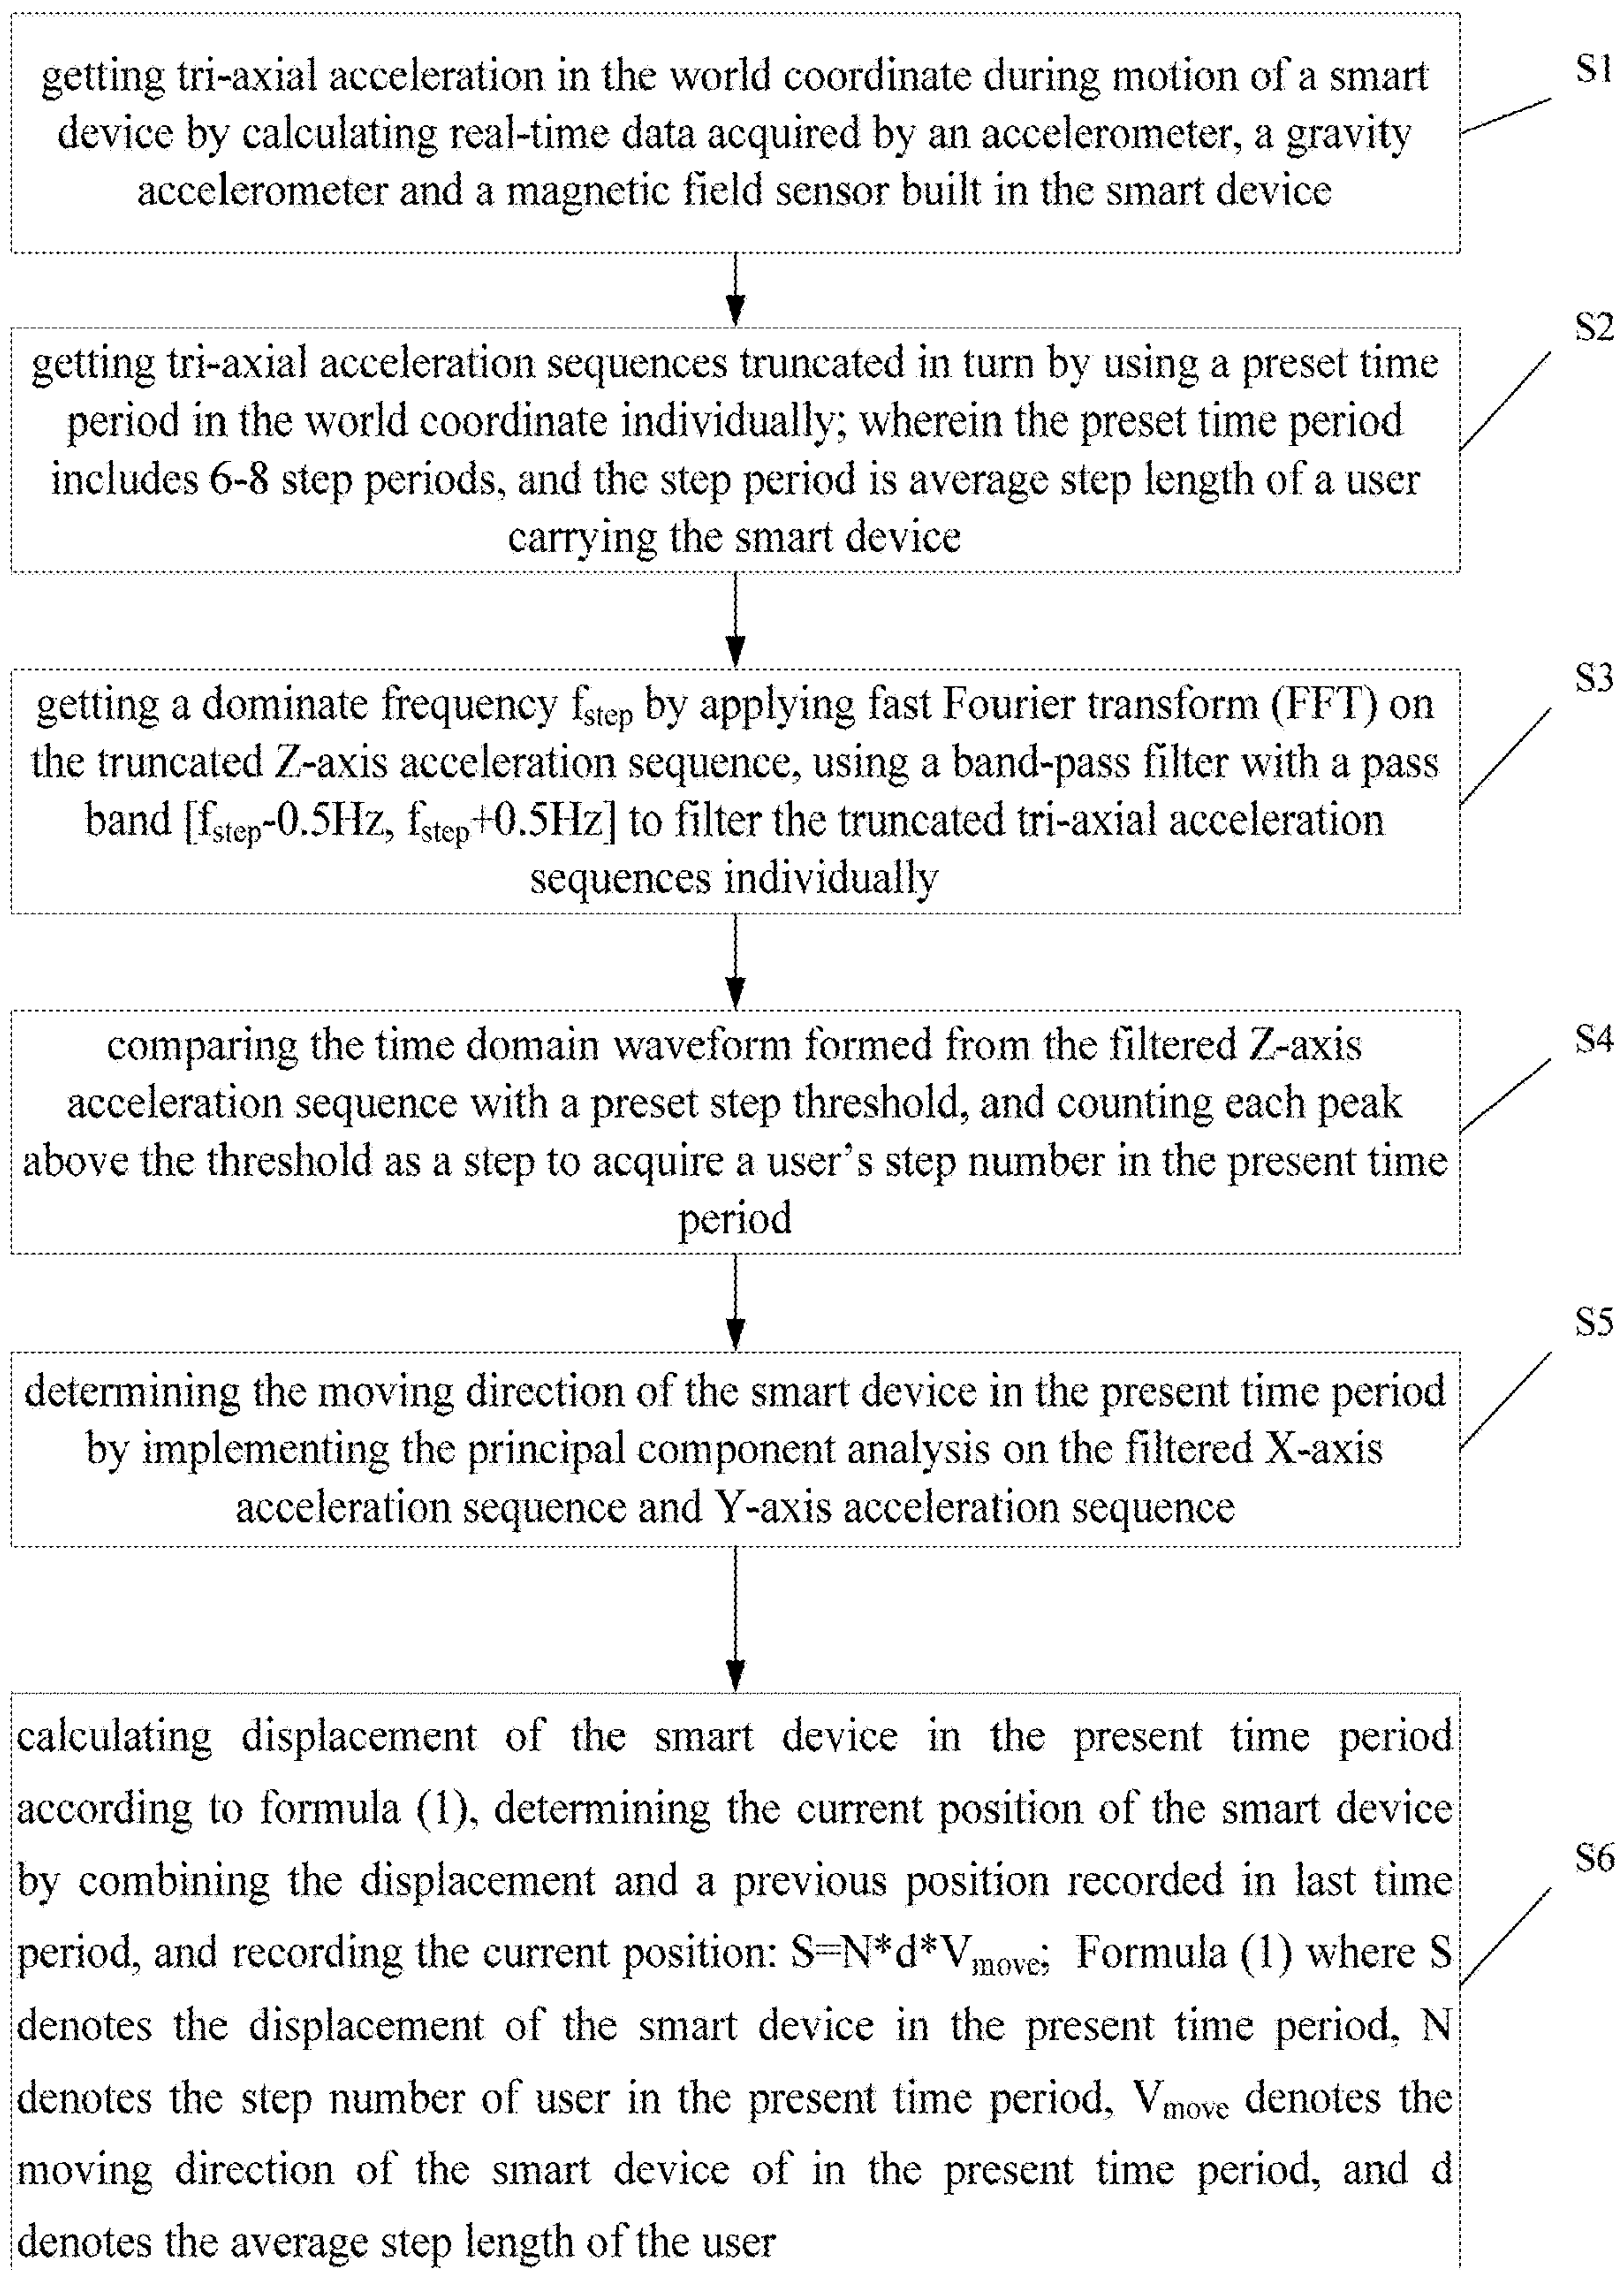 getting tri-axial acceleration in the world coordinate during motion of a smart
device by calculating real-time data acquired by an accelerometer, a gravity
accelerometer and a magnetic field sensor built in the smart device
S1
getting tri-axial acceleration sequences truncated in turn by using a preset time
period in the world coordinate individually; wherein the preset time period
includes 6-8 step periods, and the step period is average step length of a user
carrying the smart device
S2
getting a dominate frequency fstep by applying fast Fourier transform (FFT) on
the truncated Z-axis acceleration sequence, using a band-pass filter with a pass
band [fstep-0.5Hz, fstep+0.5Hz] to filter the truncated tri-axial acceleration
sequences individually
S3
comparing the time domain waveform formed from the filtered Z-axis
acceleration sequence with a preset step threshold, and counting each peak
above the threshold as a step to acquire a user’s step number in the present time
period
S4
determining the moving direction of the smart device in the present time period
by implementing the principal component analysis on the filtered X-axis
acceleration sequence and Y-axis acceleration sequence
S5
calculating displacement of the smart device in the present time period
according to formula (1), determining the current position of the smart device
by combining the displacement and a previous position recorded in last time
period, and recording the current position: S=N*d*Vmove; Formula (1) where S
denotes the displacement of the smart device in the present time period, N
denotes the step number of user in the present time period, Vmove denotes the
moving direction of the smart device of in the present time period, and d
denotes the average step length of the user
S6